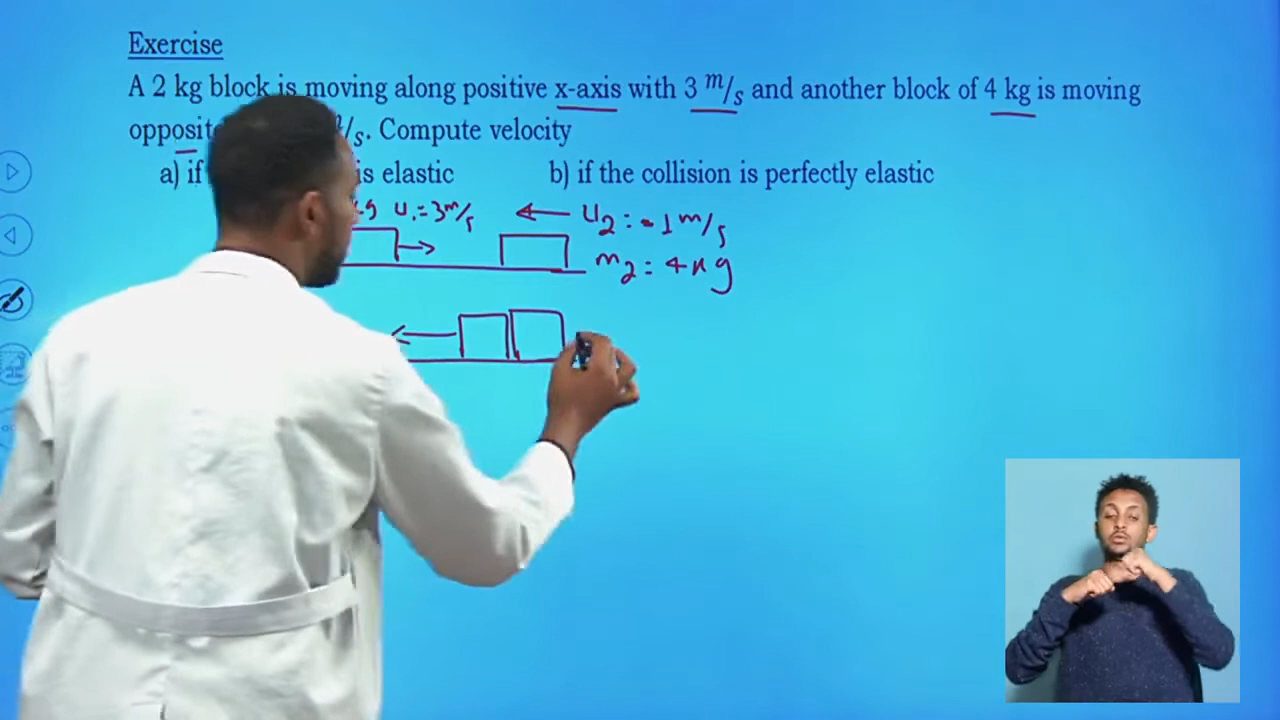 Exercise
A 2 kg block is moving along positive x-axis with 3 m/s and another block of 4 kg is moving
/s. Compute velocity
a) if is elastic b) if the collision is perfectly elastic
u₁=3m/s u₂:-1m/s
m₂:4kg